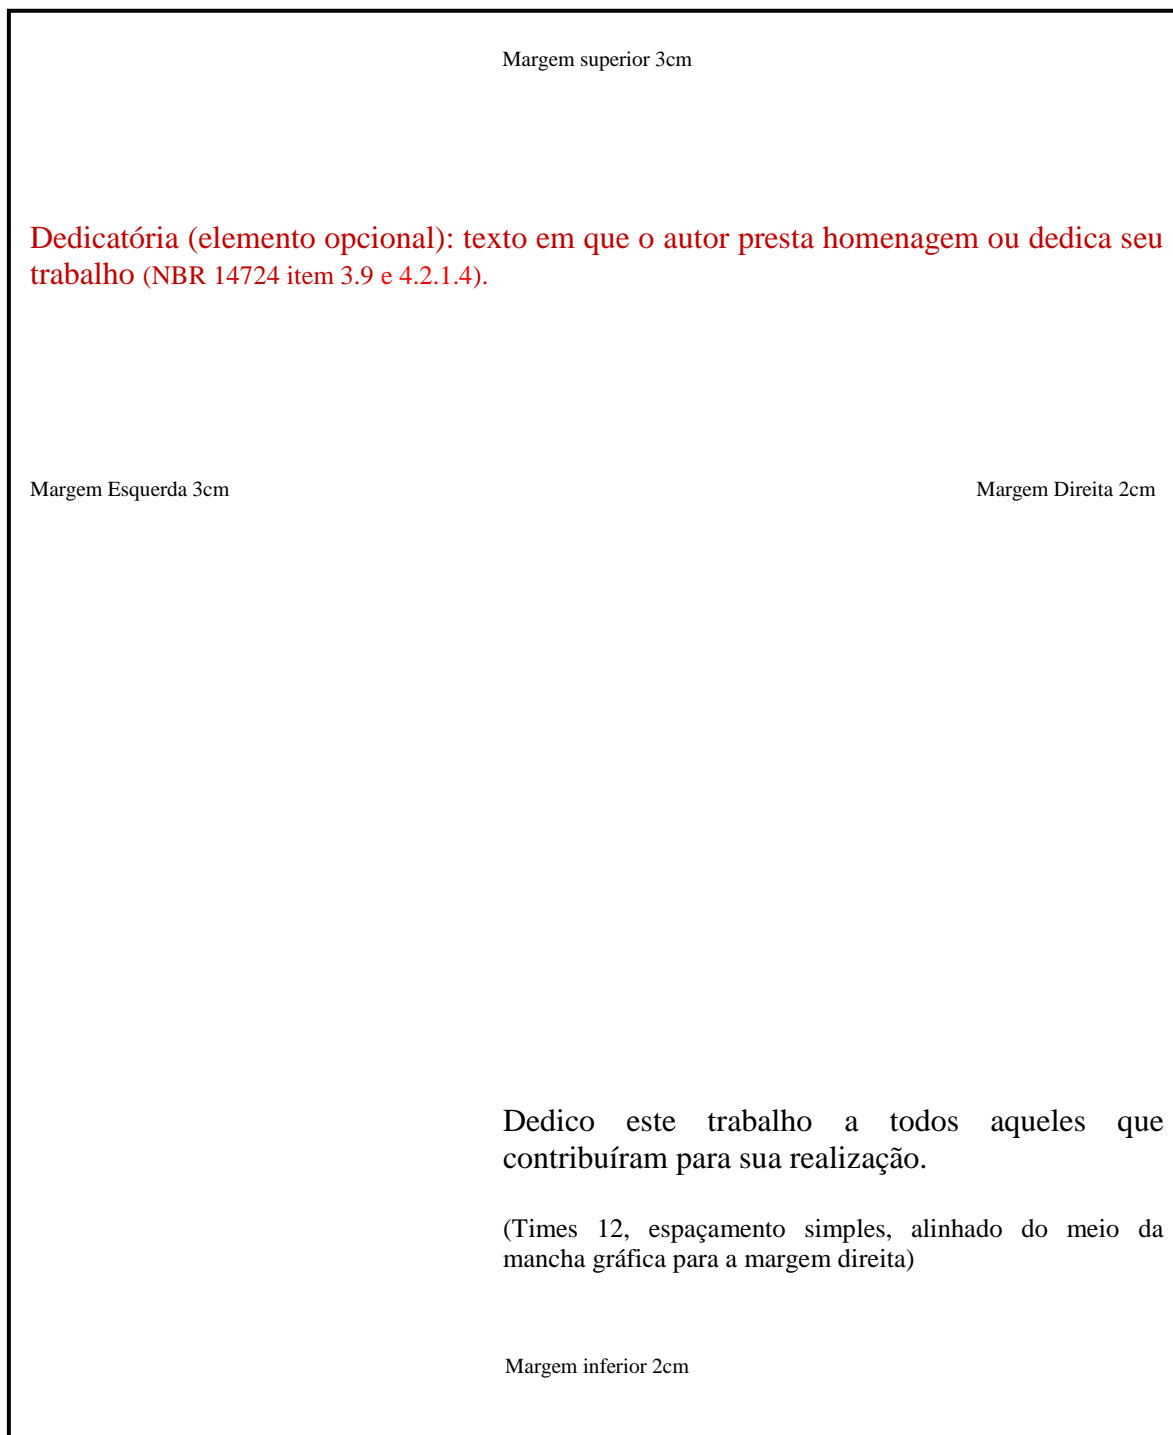 Margem superior 3cm
Dedicatória (elemento opcional): texto em que o autor presta homenagem ou dedica seu
trabalho (NBR 14724 item 3.9 e 4.2.1.4).
Margem Esquerda 3cm
Margem Direita 2cm
Dedico este trabalho a todos aqueles que
contribuíram para sua realização.
(Times 12, espaçamento simples, alinhado do meio da
mancha gráfica para a margem direita)
Margem inferior 2cm